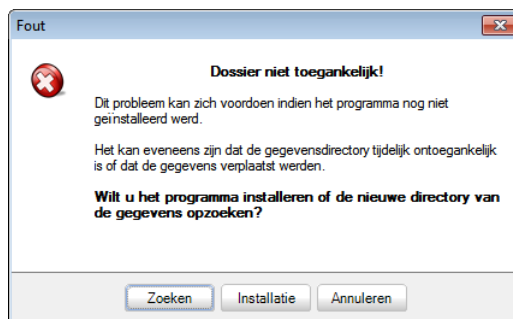 Fout
Dossier niet toegankelijk!
Dit probleem kan zich voordoen indien het programma nog niet
geïnstalleerd werd.
Het kan eveneens zijn dat de gegevensdirectory tijdelijk ontoegankelijk
is of dat de gegevens verplaatst werden.
Wilt u het programma installeren of de nieuwe directory van
de gegevens opzoeken?
Zoeken Installatie Annuleren